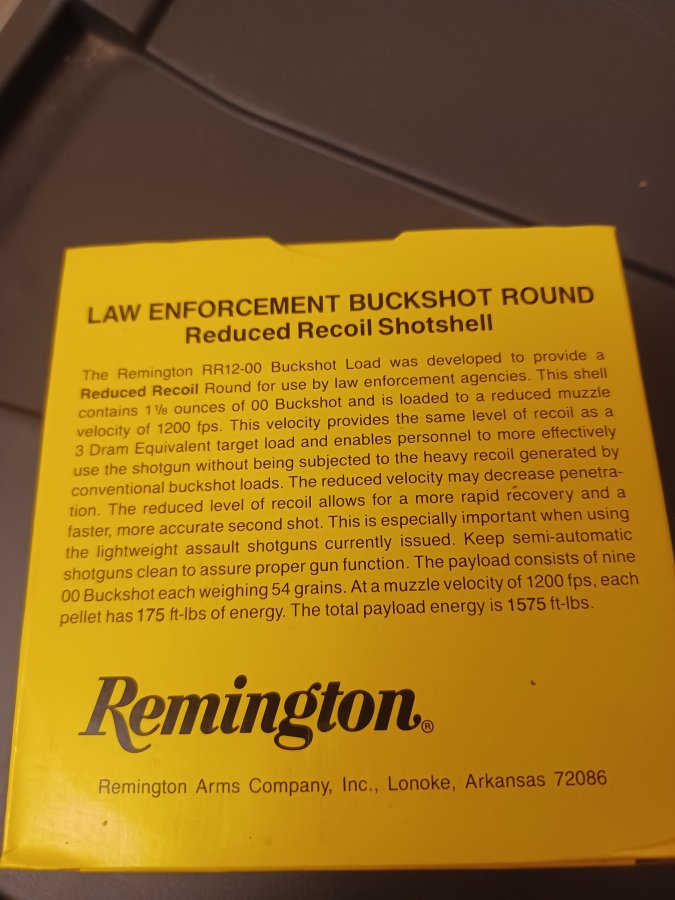 LAW ENFORCEMENT BUCKSHOT ROUND
Reduced Recoil Shotshell
The Remington RR12-00 Buckshot Load was developed to provide a
Reduced Recoil Round for use by law enforcement agencies. This shell
contains 1⅛ ounces of 00 Buckshot and is loaded to a reduced muzzle
velocity of 1200 fps. This velocity provides the same level of recoil as a
3 Dram Equivalent target load and enables personnel to more effectively
use the shotgun without being subjected to the heavy recoil generated by
conventional buckshot loads. The reduced velocity may decrease penetra-
tion. The reduced level of recoil allows for a more rapid recovery and a
faster, more accurate second shot. This is especially important when using
the lightweight assault shotguns currently issued. Keep semi-automatic
shotguns clean to assure proper gun function. The payload consists of nine
00 Buckshot each weighing 54 grains. At a muzzle velocity of 1200 fps, each
pellet has 175 ft-lbs of energy. The total payload energy is 1575 ft-lbs.
Remington®
Remington Arms Company, Inc., Lonoke, Arkansas 72086